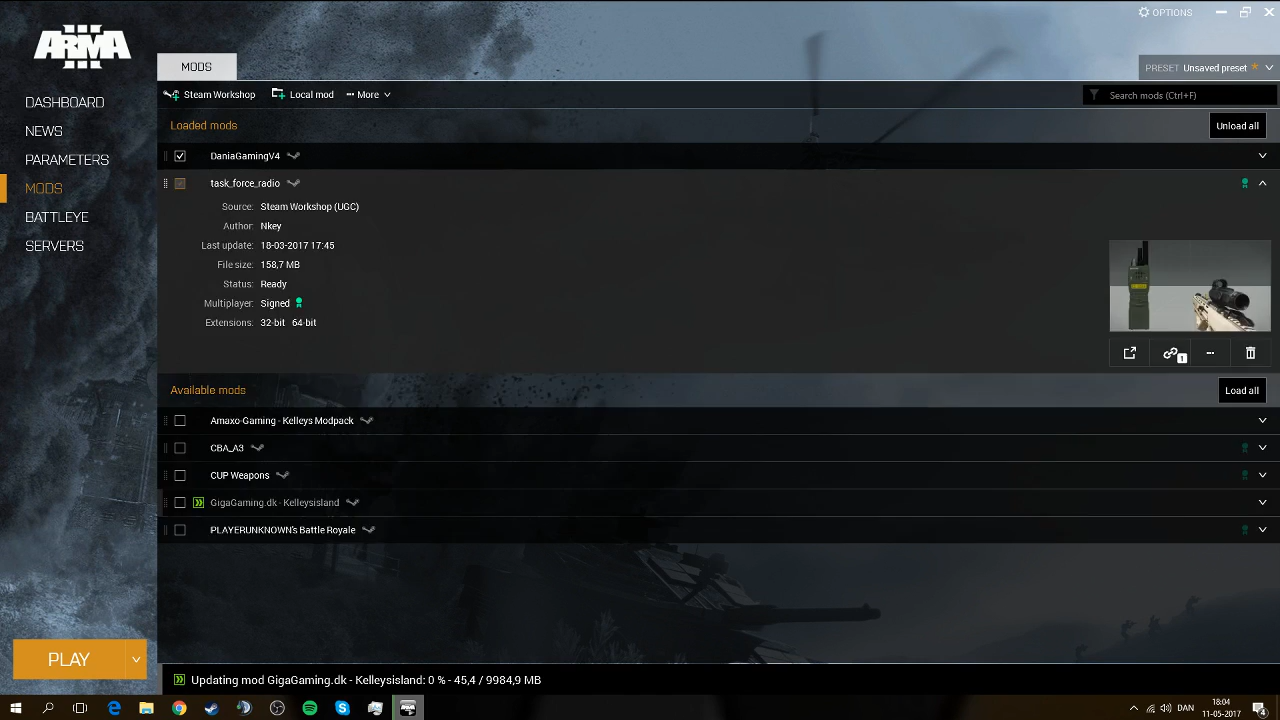 OPTIONS
ARMA III
MODS
PRESET Unsaved preset *
DASHBOARD
NEWS
PARAMETERS
MODS
BATTLEYE
SERVERS
Steam Workshop Local mod ··· More
Search mods (Ctrl+F)
Loaded mods
Unload all
DaniaGamingV4
task_force_radio
Source: Steam Workshop (UGC)
Author: Nkey
Last update: 18-03-2017 17:45
File size: 158,7 MB
Status: Ready
Multiplayer: Signed
Extensions: 32-bit 64-bit
1
Available mods
Load all
Amaxo-Gaming - Kelleys Modpack
CBA_A3
CUP Weapons
GigaGaming.dk - Kelleysisland
PLAYERUNKNOWN's Battle Royale
PLAY
Updating mod GigaGaming.dk - Kelleysisland: 0 % - 45,4 / 9984,9 MB
DAN
18:04
11-05-2017
4